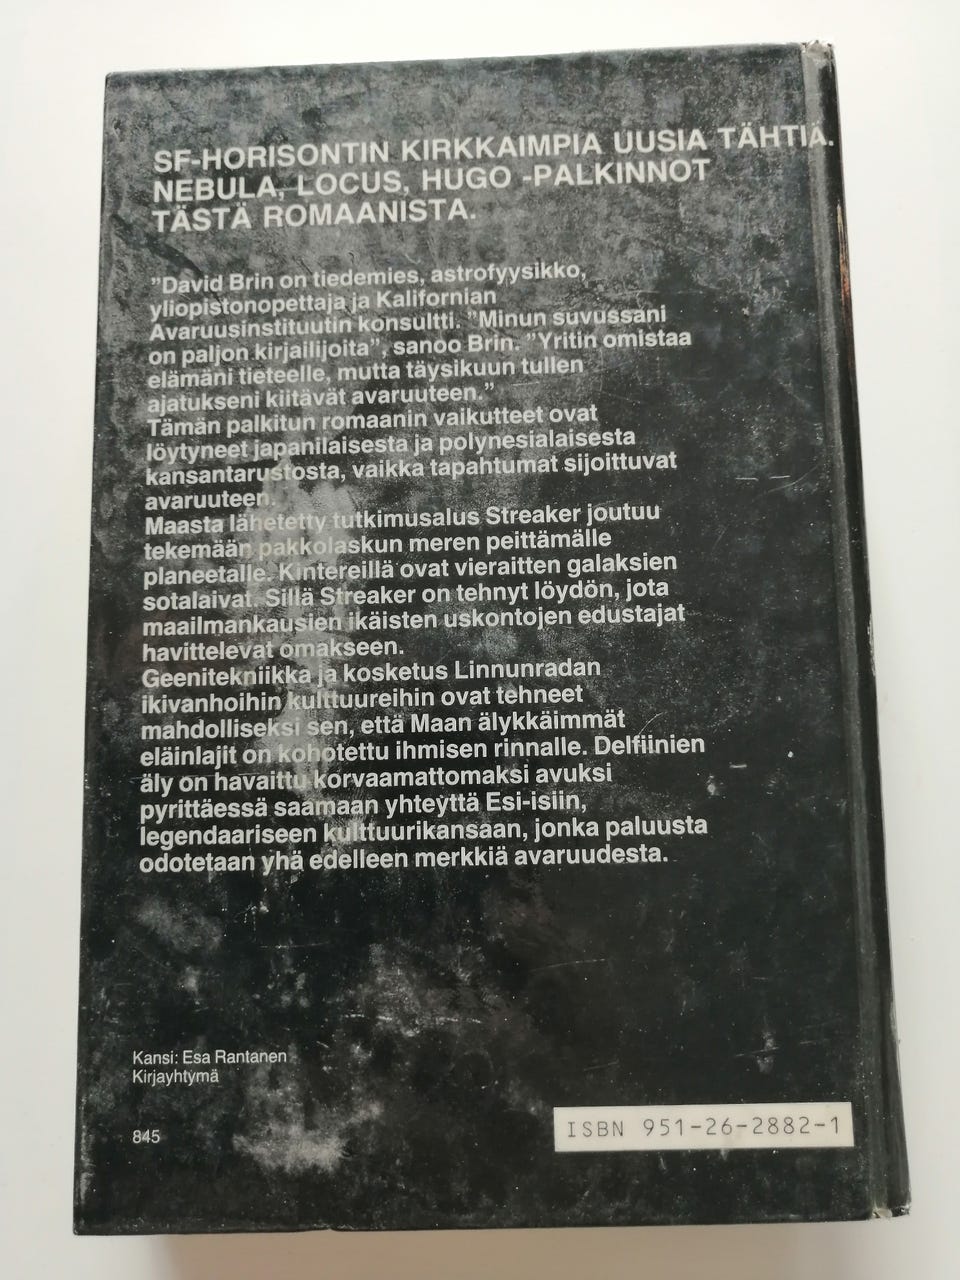 SF-HORISONTIN KIRKKAIMPIA UUSIA TÄHTIÄ.
NEBULA, LOCUS, HUGO -PALKINNOT
TÄSTÄ ROMAANISTA.
”David Brin on tiedemies, astrofyysikko,
yliopistonopettaja ja Kalifornian
Avaruusinstituutin konsultti. ”Minun suvussani
on paljon kirjailijoita”, sanoo Brin. ”Yritin omistaa
elämäni tieteelle, mutta täysikuun tullen
ajatukseni kiitävät avaruuteen.”
Tämän palkitun romaanin vaikutteet ovat
löytyneet japanilaisesta ja polynesialaisesta
kansantarustosta, vaikka tapahtumat sijoittuvat
avaruuteen.
Maasta lähetetty tutkimusalus Streaker joutuu
tekemään pakkolaskun meren peittämälle
planeetalle. Kintereillä ovat vieraitten galaksien
sotalaivat. Sillä Streaker on tehnyt löydön, jota
maailmankausien ikäisten uskontojen edustajat
havittelevat omakseen.
Geenitekniikka ja kosketus Linnunradan
ikivanhoihin kulttuureihin ovat tehneet
mahdolliseksi sen, että Maan älykkäimmät
eläinlajit on kohotettu ihmisen rinnalle. Delfiinien
äly on havaittu korvaamattomaksi avuksi
pyrittäessä saamaan yhteyttä Esi-isiin,
legendaariseen kulttuurikansaan, jonka paluusta
odotetaan yhä edelleen merkkiä avaruudesta.
Kansi: Esa Rantanen
Kirjayhtymä
845
ISBN 951-26-2882-1